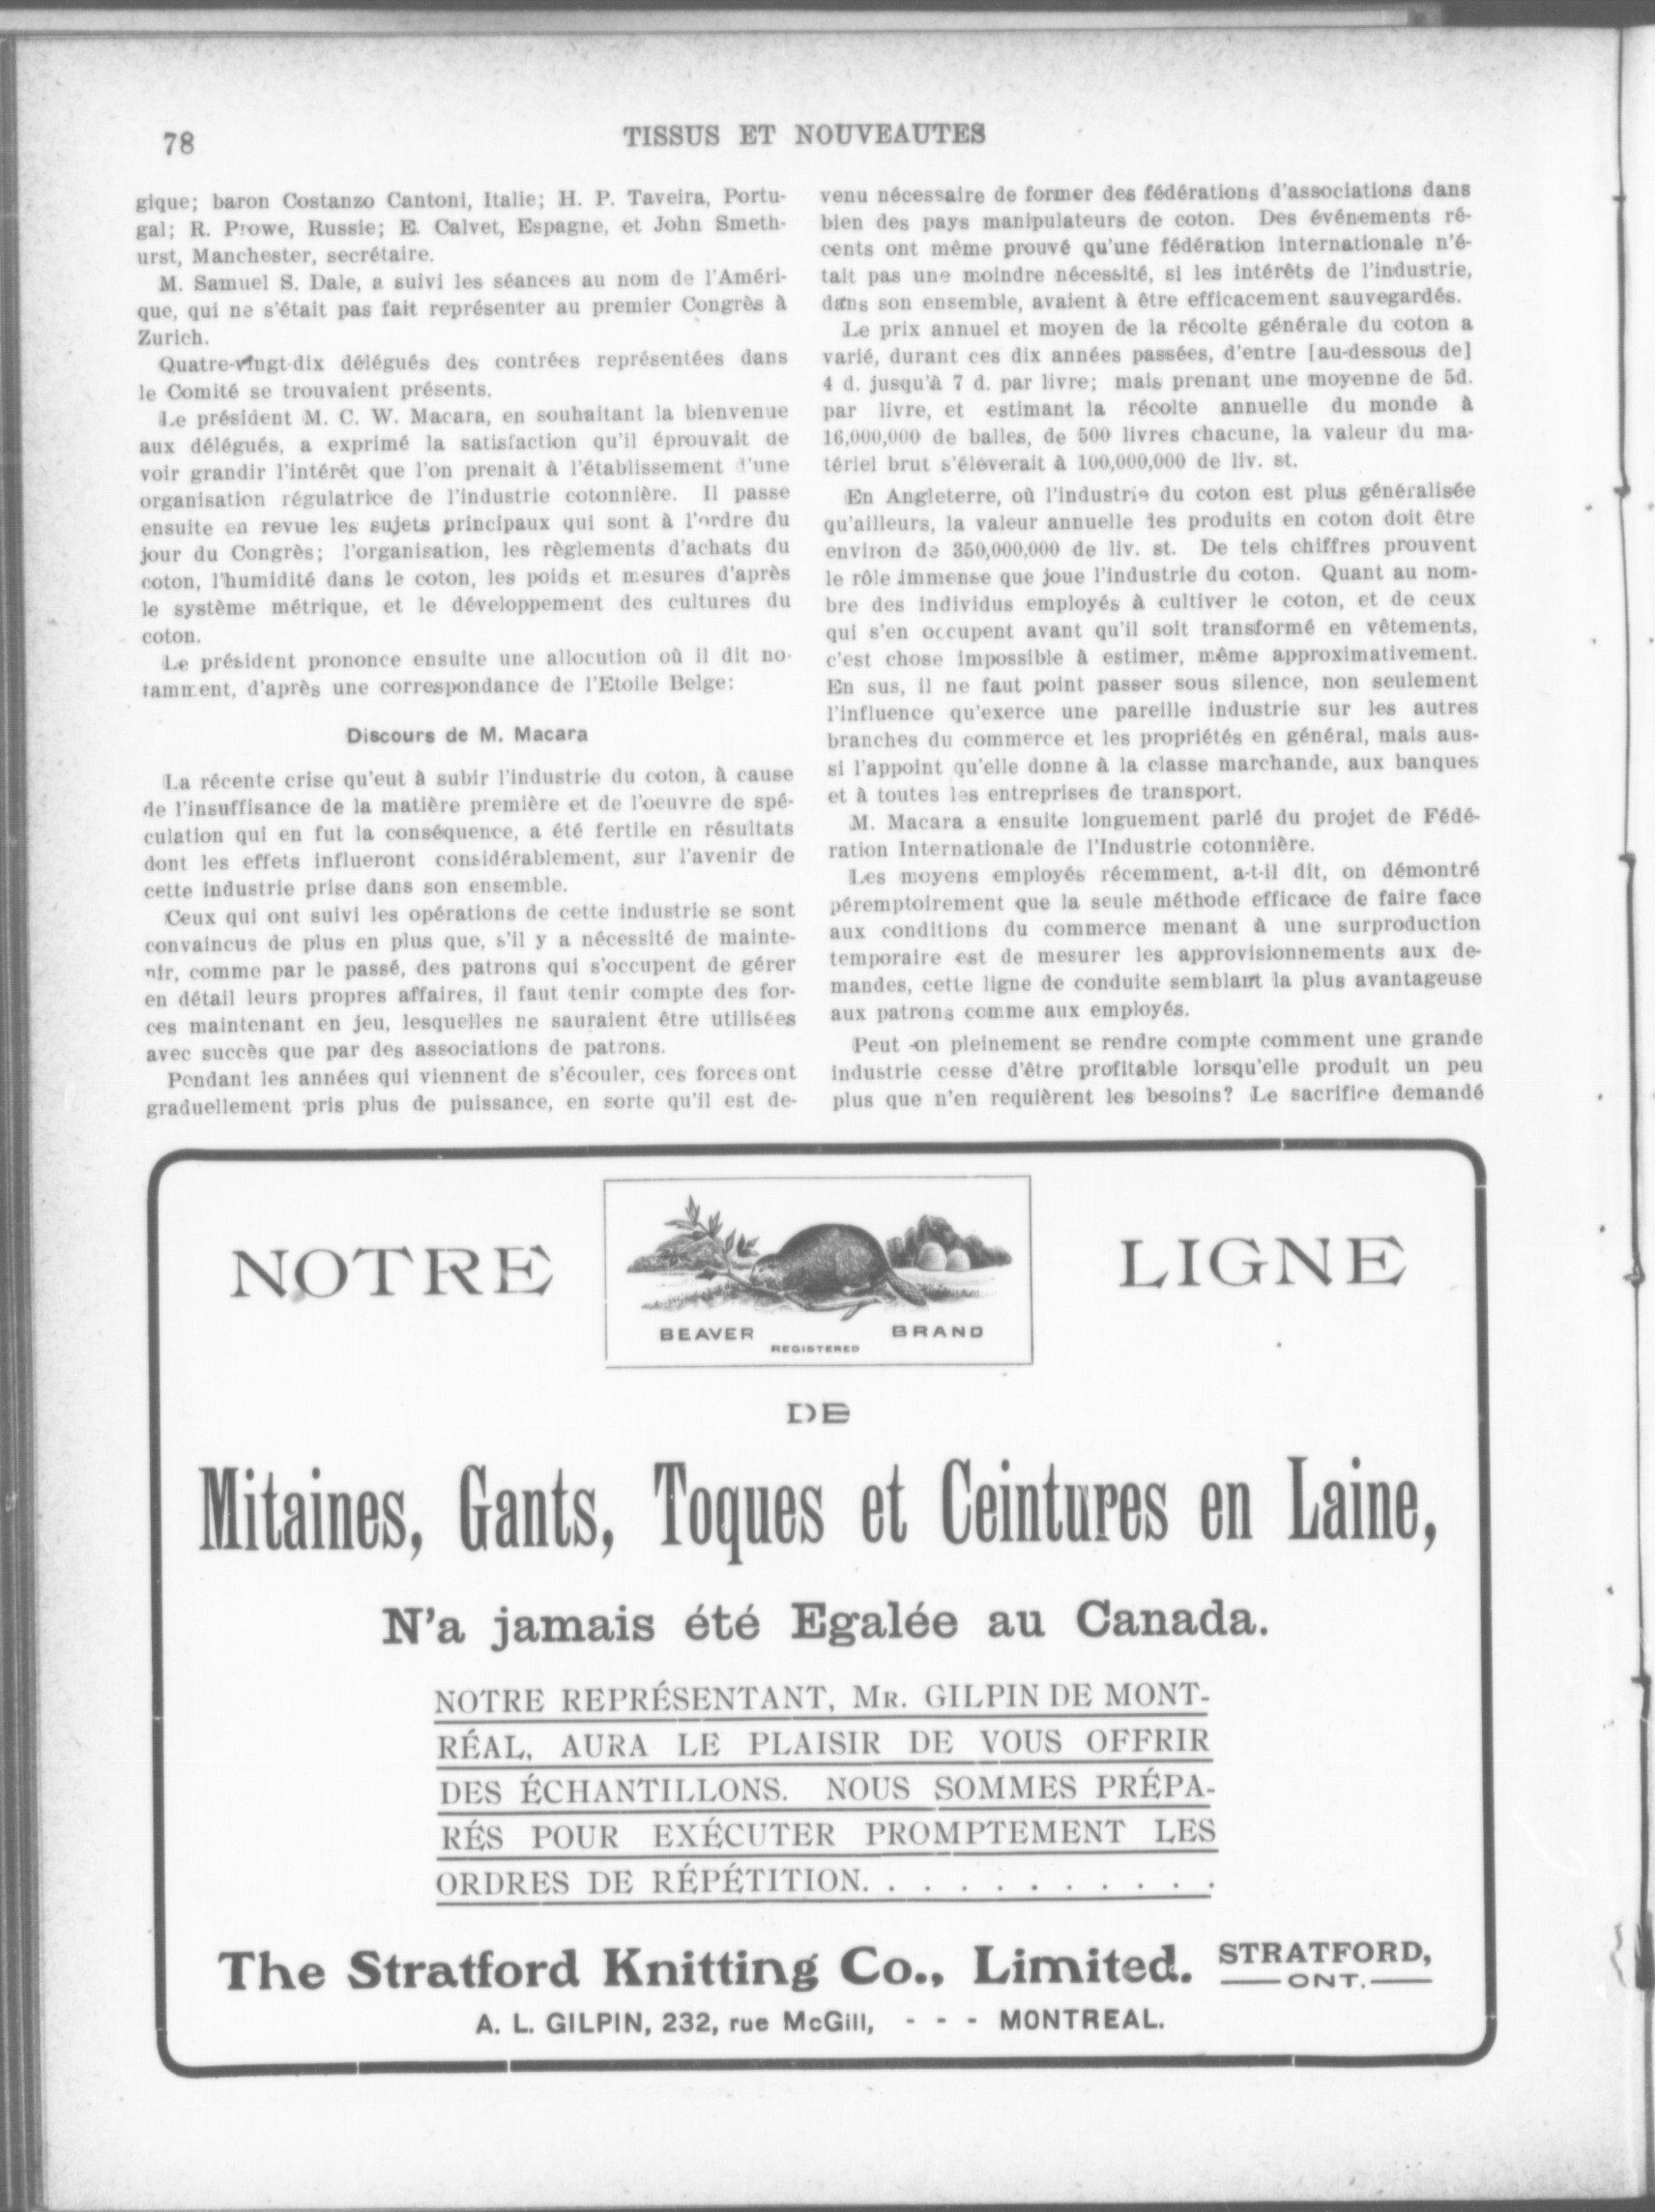 78
TISSUS ET NOUVEAUTES
gique; baron Costanzo Cantoni, Italie; H. P. Taveira, Portu-
gal; R. Prowe, Russie; E. Calvet, Espagne, et John Smeth-
urst, Manchester, secrétaire.
M. Samuel S. Dale, a suivi les séances au nom de l'Améri-
que, qui ne s'était pas fait représenter au premier Congrès à
Zurich.
Quatre-vingt-dix délégués des contrées représentées dans
le Comité se trouvaient présents.
Le président M. C. W. Macara, en souhaitant la bienvenue
aux délégués, a exprimé la satisfaction qu'il éprouvait de
voir grandir l'intérêt que l'on prenait à l'établissement d'une
organisation régulatrice de l'industrie cotonnière. Il passe
ensuite en revue les sujets principaux qui sont à l'ordre du
jour du Congrès; l'organisation, les règlements d'achats du
coton, l'humidité dans le coton, les poids et mesures d'après
le système métrique, et le développement des cultures du
coton.
Le président prononce ensuite une allocution où il dit no-
tamment, d'après une correspondance de l'Etoile Belge:
Discours de M. Macara
La récente crise qu'eut à subir l'industrie du coton, à cause
de l'insuffisance de la matière première et de l'oeuvre de spé-
culation qui en fut la conséquence, a été fertile en résultats
dont les effets influeront considérablement, sur l'avenir de
cette industrie prise dans son ensemble.
Ceux qui ont suivi les opérations de cette industrie se sont
convaincus de plus en plus que, s'il y a nécessité de mainte-
nir, comme par le passé, des patrons qui s'occupent de gérer
en détail leurs propres affaires, il faut tenir compte des for-
ces maintenant en jeu, lesquelles ne sauraient être utilisées
avec succès que par des associations de patrons.
Pendant les années qui viennent de s'écouler, ces forces ont
graduellement pris plus de puissance, en sorte qu'il est de-
venu nécessaire de former des fédérations d'associations dans
bien des pays manipulateurs de coton. Des événements ré-
cents ont même prouvé qu'une fédération internationale n'é-
tait pas une moindre nécessité, si les intérêts de l'industrie,
dans son ensemble, avaient à être efficacement sauvegardés.
Le prix annuel et moyen de la récolte générale du coton a
varié, durant ces dix années passées, d'entre [au-dessous de]
4 d. jusqu'à 7 d. par livre; mais prenant une moyenne de 5d.
par livre, et estimant la récolte annuelle du monde à
16,000,000 de balles, de 500 livres chacune, la valeur du ma-
tériel brut s'élèverait à 100,000,000 de liv. st.
En Angleterre, où l'industrie du coton est plus généralisée
qu'ailleurs, la valeur annuelle des produits en coton doit être
environ de 350,000,000 de liv. st. De tels chiffres prouvent
le rôle immense que joue l'industrie du coton. Quant au nom-
bre des individus employés à cultiver le coton, et de ceux
qui s'en occupent avant qu'il soit transformé en vêtements,
c'est chose impossible à estimer, même approximativement.
En sus, il ne faut point passer sous silence, non seulement
l'influence qu'exerce une pareille industrie sur les autres
branches du commerce et les propriétés en général, mais aus-
si l'appoint qu'elle donne à la classe marchande, aux banques
et à toutes les entreprises de transport.
M. Macara a ensuite longuement parlé du projet de Fédé-
ration Internationale de l'Industrie cotonnière.
Les moyens employés récemment, a-t-il dit, on démontré
péremptoirement que la seule méthode efficace de faire face
aux conditions du commerce menant à une surproduction
temporaire est de mesurer les approvisionnements aux de-
mandes, cette ligne de conduite semblant la plus avantageuse
aux patrons comme aux employés.
Peut -on pleinement se rendre compte comment une grande
industrie cesse d'être profitable lorsqu'elle produit un peu
plus que n'en requièrent les besoins? Le sacrifice demandé
NOTRE
BEAVER BRAND
REGISTERED
LIGNE
DE
Mitaines, Gants, Toques et Ceintures en Laine,
N'a jamais été Egalée au Canada.
NOTRE REPRÉSENTANT, MR. GILPIN DE MONT-
RÉAL, AURA LE PLAISIR DE VOUS OFFRIR
DES ÉCHANTILLONS. NOUS SOMMES PRÉPA-
RÉS POUR EXÉCUTER PROMPTEMENT LES
ORDRES DE RÉPÉTITION. . . . . . . . . . .
The Stratford Knitting Co., Limited. STRATFORD,
ONT.
A. L. GILPIN, 232, rue McGill, - - - MONTREAL.